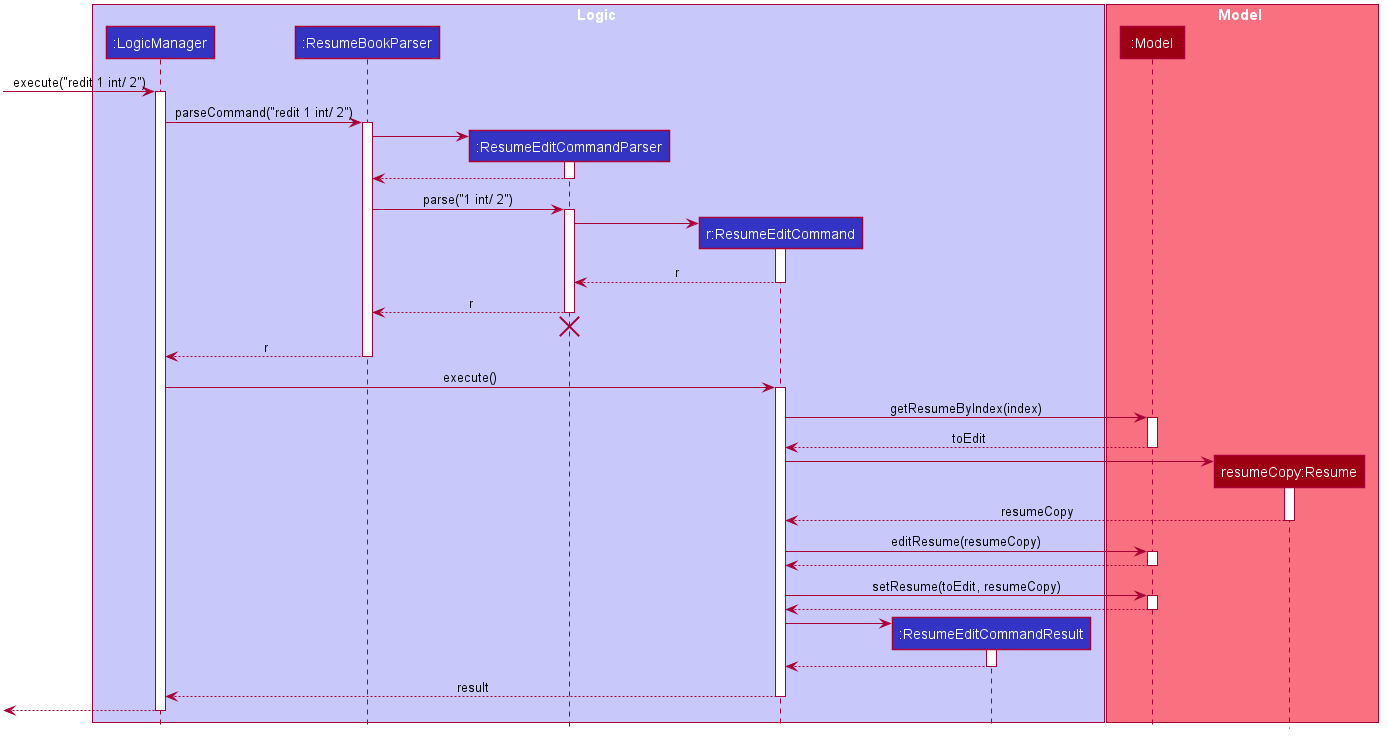 Logic
Model
:LogicManager
:ResumeBookParser
:Model
execute("redit 1 int/ 2")
parseCommand("redit 1 int/ 2")
:ResumeEditCommandParser
parse("1 int/ 2")
r:ResumeEditCommand
r
r
r
execute()
getResumeByIndex(index)
toEdit
resumeCopy:Resume
resumeCopy
editResume(resumeCopy)
setResume(toEdit, resumeCopy)
:ResumeEditCommandResult
result